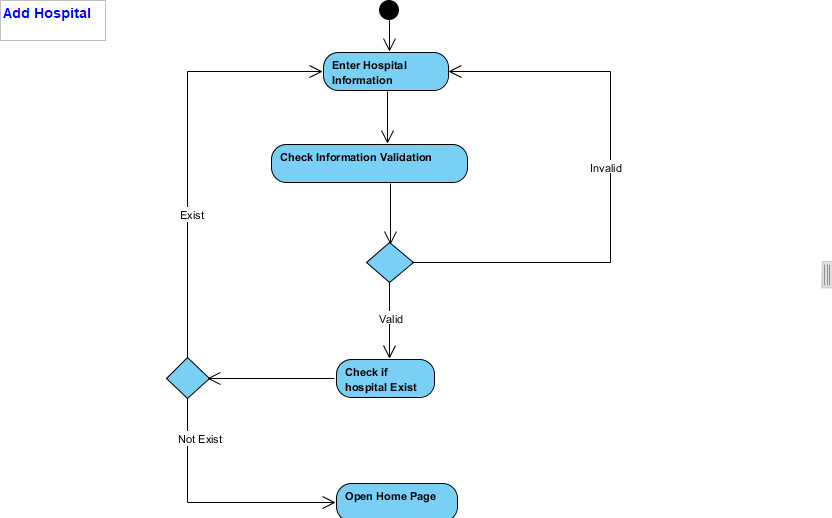 Add Hospital
Enter Hospital
Information
Check Information Validation
Invalid
Exist
Valid
Check if
hospital Exist
Not Exist
Open Home Page